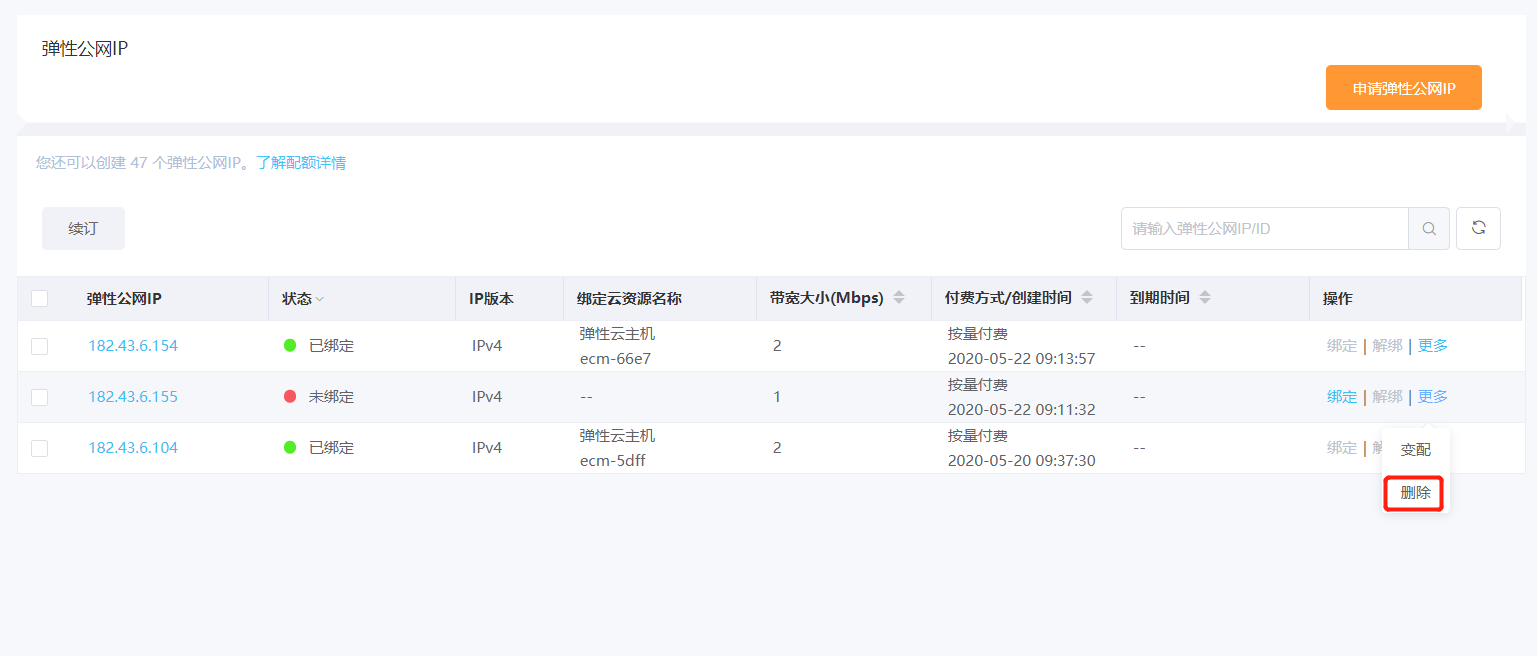 弹性公网IP
申请弹性公网IP
您还可以创建 47 个弹性公网IP。了解配额详情
续订
请输入弹性公网IP/ID
弹性公网IP 状态 IP版本 绑定云资源名称 带宽大小(Mbps) 付费方式/创建时间 到期时间 操作
弹性云主机 按量付费
182.43.6.154 已绑定 IPv4 2 -- 绑定 | 解绑 | 更多
ecm-66e7 2020-05-22 09:13:57
按量付费
182.43.6.155 未绑定 IPv4 -- 1 -- 绑定 | 解绑 | 更多
2020-05-22 09:11:32
弹性云主机 按量付费
182.43.6.104 已绑定 IPv4 2 -- 绑定 |
ecm-5dff 2020-05-20 09:37:30
变配
删除